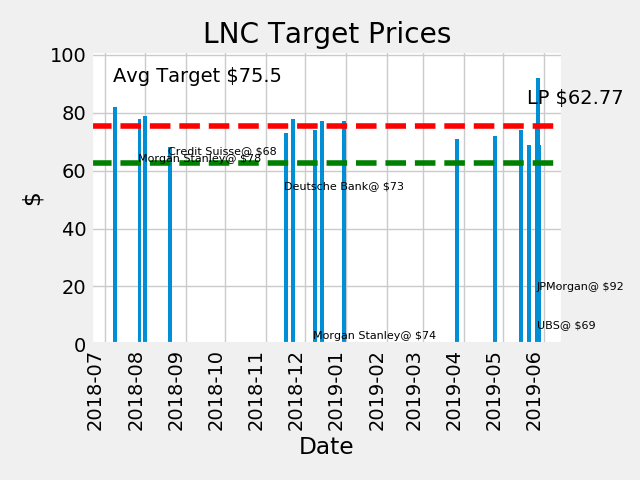 LNC Target Prices
100
Avg Target $75.5
LP $62.77
80
Credit Suisse@ $68
Morgan Stanley@ $78
60
Deutsche Bank@ $73
$
40
20
JPMorgan@ $92
UBS@ $69
Morgan Stanley@ $74
0
2018-07
2018-08
2018-09
2018-10
2018-11
2018-12
2019-01
2019-02
2019-03
2019-04
2019-05
2019-06
Date